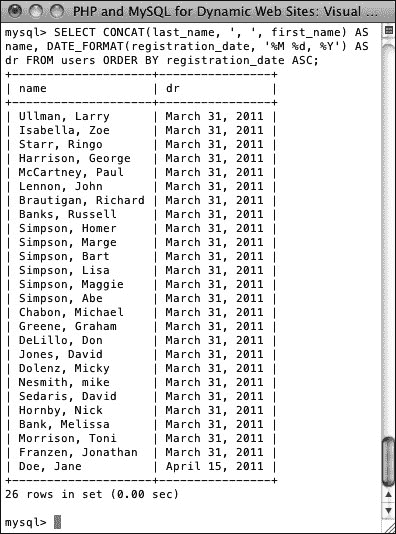 PHP and MySQL for Dynamic Web Sites: Visual ...
mysql> SELECT CONCAT(last_name, ', ', first_name) AS
name, DATE_FORMAT(registration_date, '%M %d, %Y') AS
dr FROM users ORDER BY registration_date ASC;
+-------------------+----------------+
| name              | dr             |
+-------------------+----------------+
| Ullman, Larry     | March 31, 2011 |
| Isabella, Zoe     | March 31, 2011 |
| Starr, Ringo      | March 31, 2011 |
| Harrison, George  | March 31, 2011 |
| McCartney, Paul   | March 31, 2011 |
| Lennon, John      | March 31, 2011 |
| Brautigan, Richard | March 31, 2011 |
| Banks, Russell    | March 31, 2011 |
| Simpson, Homer    | March 31, 2011 |
| Simpson, Marge    | March 31, 2011 |
| Simpson, Bart     | March 31, 2011 |
| Simpson, Lisa     | March 31, 2011 |
| Simpson, Maggie   | March 31, 2011 |
| Simpson, Abe      | March 31, 2011 |
| Chabon, Michael   | March 31, 2011 |
| Greene, Graham    | March 31, 2011 |
| DeLillo, Don      | March 31, 2011 |
| Jones, David      | March 31, 2011 |
| Dolenz, Micky     | March 31, 2011 |
| Nesmith, mike     | March 31, 2011 |
| Sedaris, David    | March 31, 2011 |
| Hornby, Nick      | March 31, 2011 |
| Bank, Melissa     | March 31, 2011 |
| Morrison, Toni    | March 31, 2011 |
| Franzen, Jonathan | March 31, 2011 |
| Doe, Jane         | April 15, 2011 |
+-------------------+----------------+
26 rows in set (0.00 sec)
mysql>